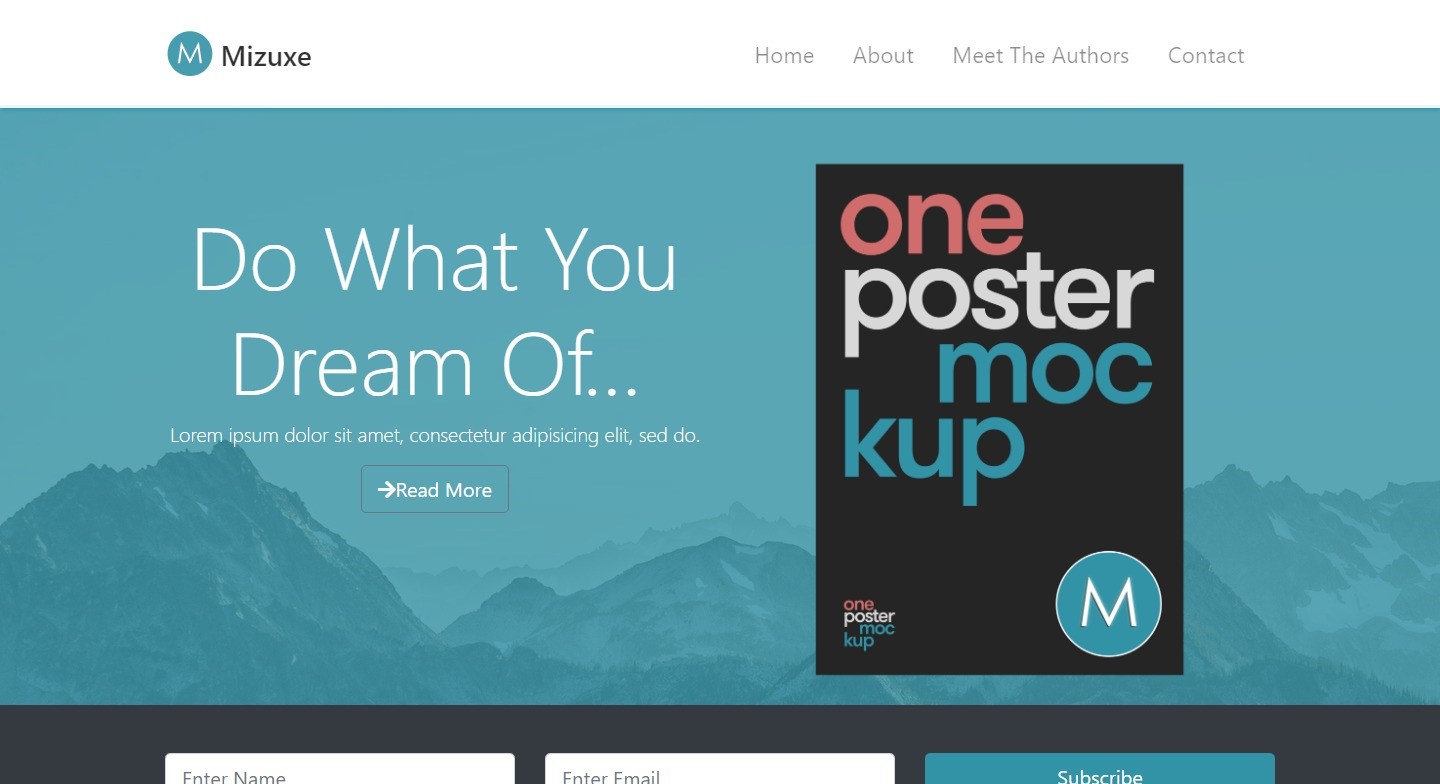 M Mizuxe
Home About Meet The Authors Contact
Do What You
Dream Of...
Lorem ipsum dolor sit amet, consectetur adipisicing elit, sed do.
Read More
one
poster
moc
kup
one
poster
moc
kup
M
Enter Name Enter Email Subscribe